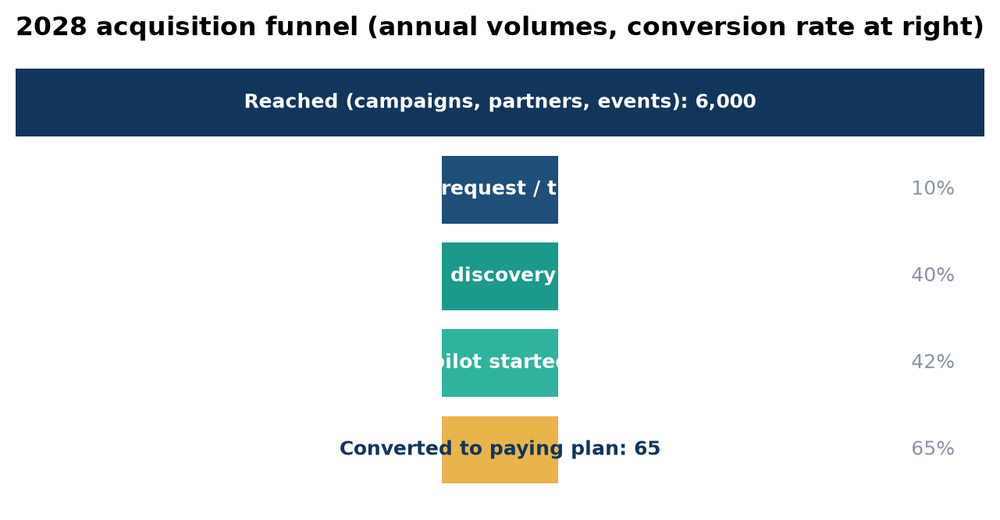 2028 acquisition funnel (annual volumes, conversion rate at right)
Reached (campaigns, partners, events): 6,000
request / t
10%
discovery
40%
pilot started
42%
Converted to paying plan: 65
65%